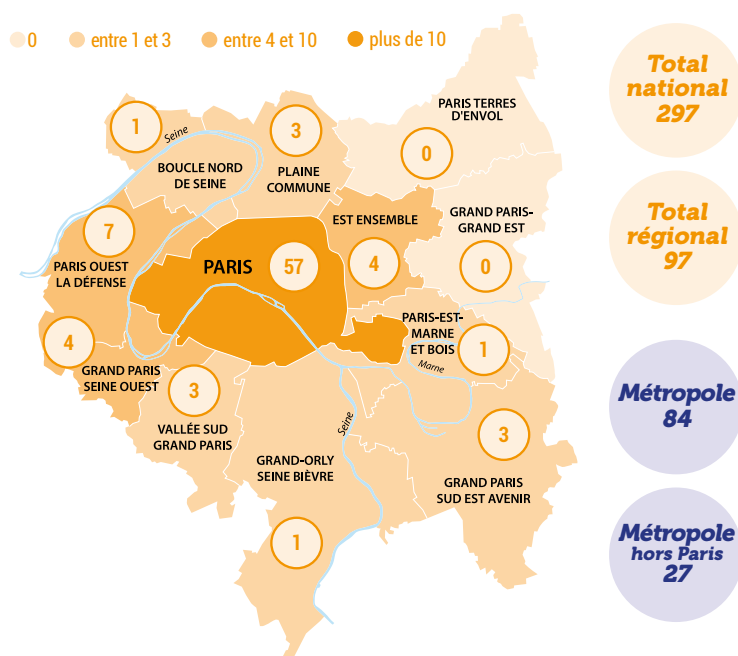 0
entre 1 et 3
entre 4 et 10
plus de 10
Total
national
297
Total
régional
97
Métropole
84
Métropole
hors Paris
27
PARIS TERRES
D'ENVOL
0
1
Seine
BOUCLE NORD
DE SEINE
3
PLAINE
COMMUNE
EST ENSEMBLE
4
GRAND PARIS-
GRAND EST
0
7
PARIS OUEST
LA DÉFENSE
PARIS
57
PARIS-EST-
MARNE
ET BOIS
1
Marne
4
GRAND PARIS
SEINE OUEST
3
VALLÉE SUD
GRAND PARIS
Seine
GRAND-ORLY
SEINE BIÈVRE
1
3
GRAND PARIS
SUD EST AVENIR